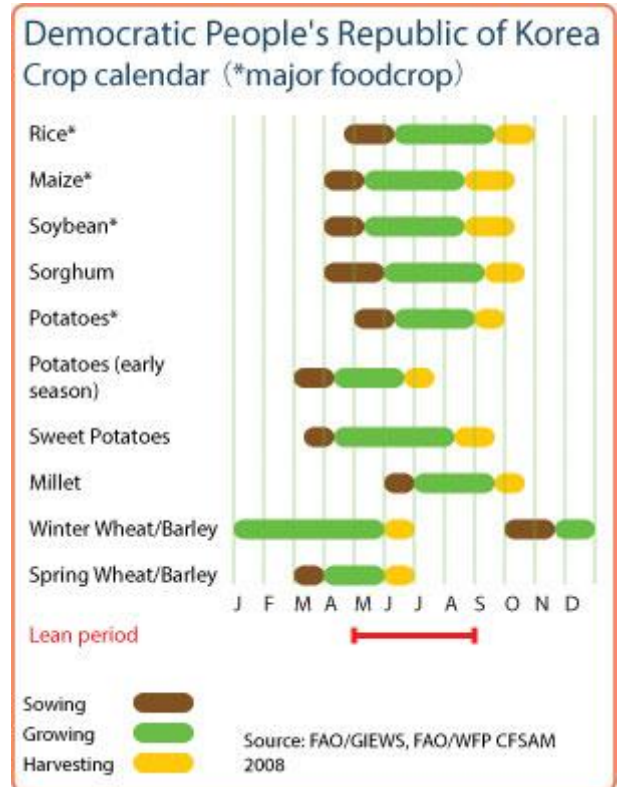 Democratic People's Republic of Korea
Crop calendar (*major foodcrop)
Rice*
Maize*
Soybean*
Sorghum
Potatoes*
Potatoes (early
season)
Sweet Potatoes
Millet
Winter Wheat/Barley
Spring Wheat/Barley
J F M A M J J A S O N D
Lean period
Sowing
Growing
Harvesting
Source: FAO/GIEWS, FAO/WFP CFSAM
2008